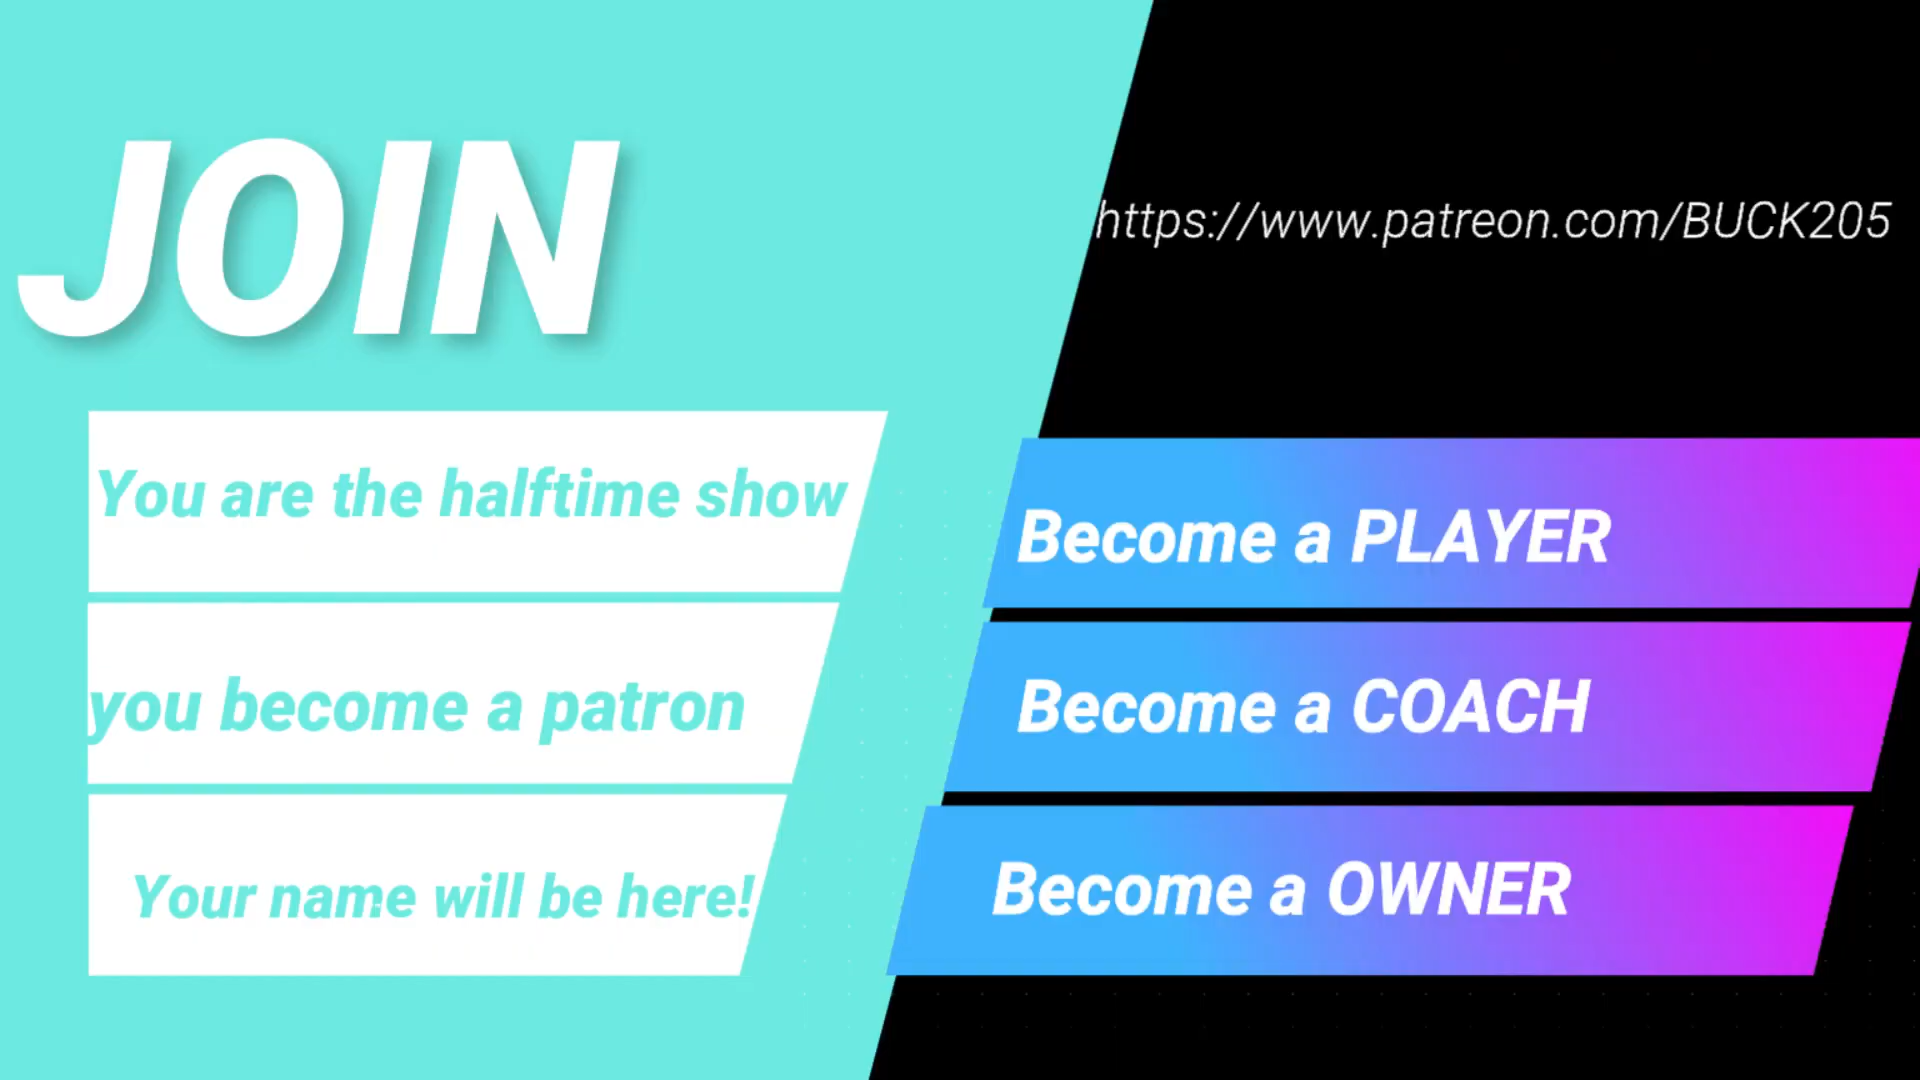 JOIN
https://www.patreon.com/BUCK205
You are the halftime show
you become a patron
Your name will be here!
Become a PLAYER
Become a COACH
Become a OWNER